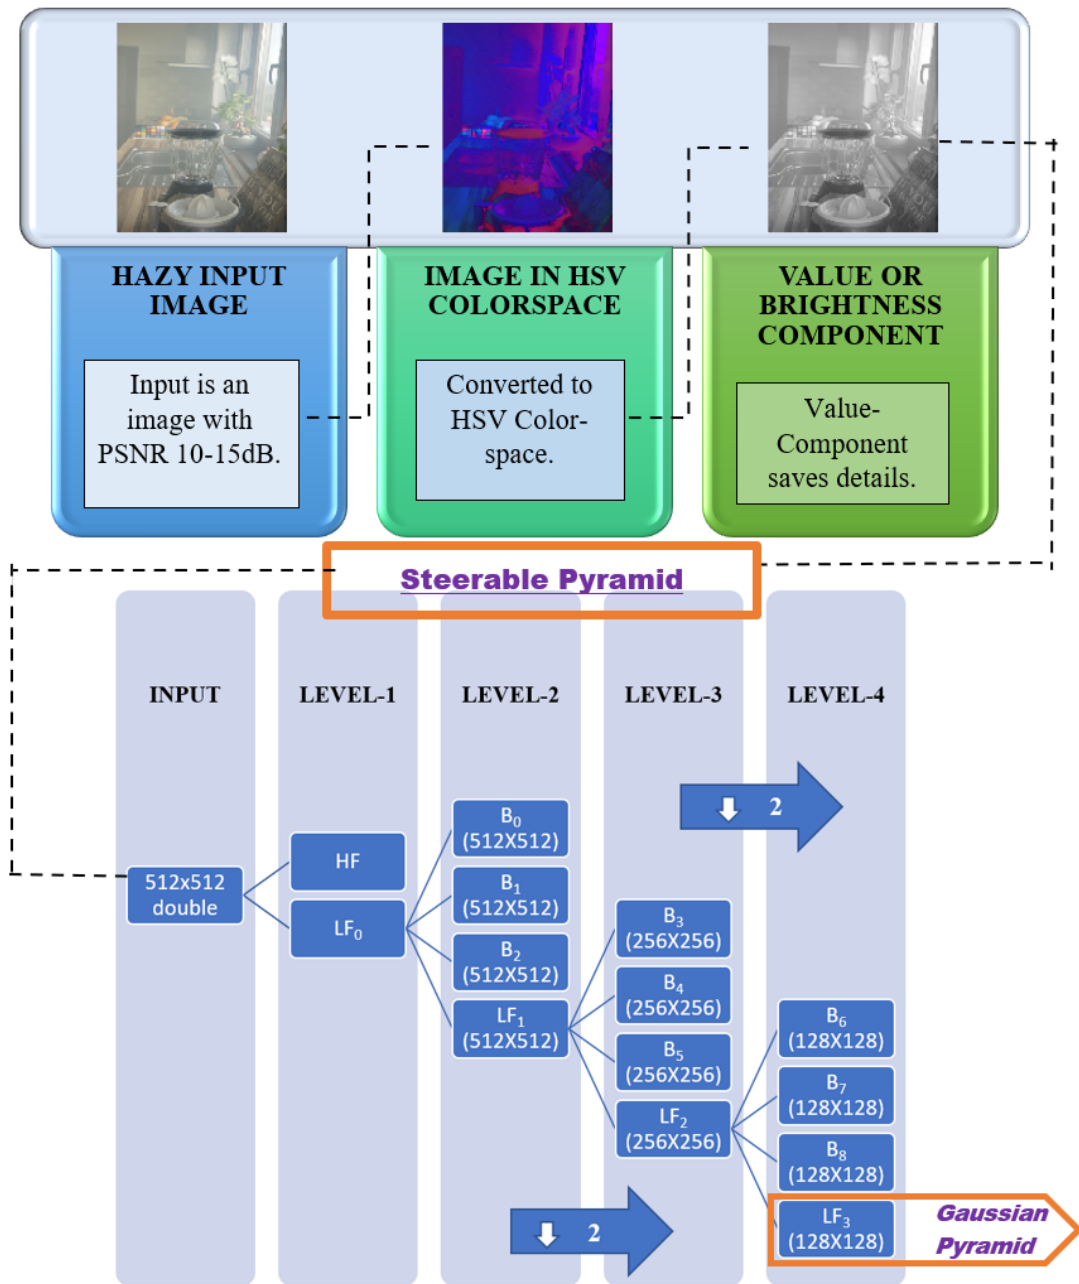 HAZY INPUT
IMAGE
Input is an
image with
PSNR 10-15dB.
IMAGE IN HSV
COLORSPACE
Converted to
HSV Color-
space.
VALUE OR
BRIGHTNESS
COMPONENT
Value-
Component
saves details.
Steerable Pyramid
INPUT
LEVEL-1
LEVEL-2
LEVEL-3
LEVEL-4
512x512
double
HF
LF₀
B₀
(512X512)
B₁
(512X512)
B₂
(512X512)
LF₁
(512X512)
B₃
(256X256)
B₄
(256X256)
B₅
(256X256)
LF₂
(256X256)
B₆
(128X128)
B₇
(128X128)
B₈
(128X128)
LF₃
(128X128)
2
2
Gaussian
Pyramid